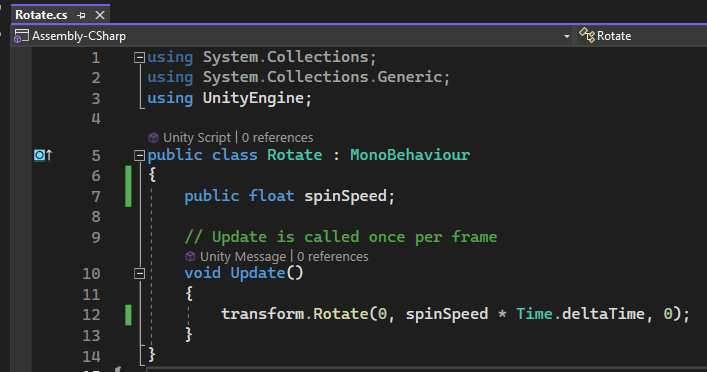 Rotate.cs
Assembly-CSharp Rotate
1 using System.Collections;
2 using System.Collections.Generic;
3 using UnityEngine;
4
Unity Script | 0 references
5 public class Rotate : MonoBehaviour
6 {
7 public float spinSpeed;
8
9 // Update is called once per frame
Unity Message | 0 references
10 void Update()
11 {
12 transform.Rotate(0, spinSpeed * Time.deltaTime, 0);
13 }
14 }